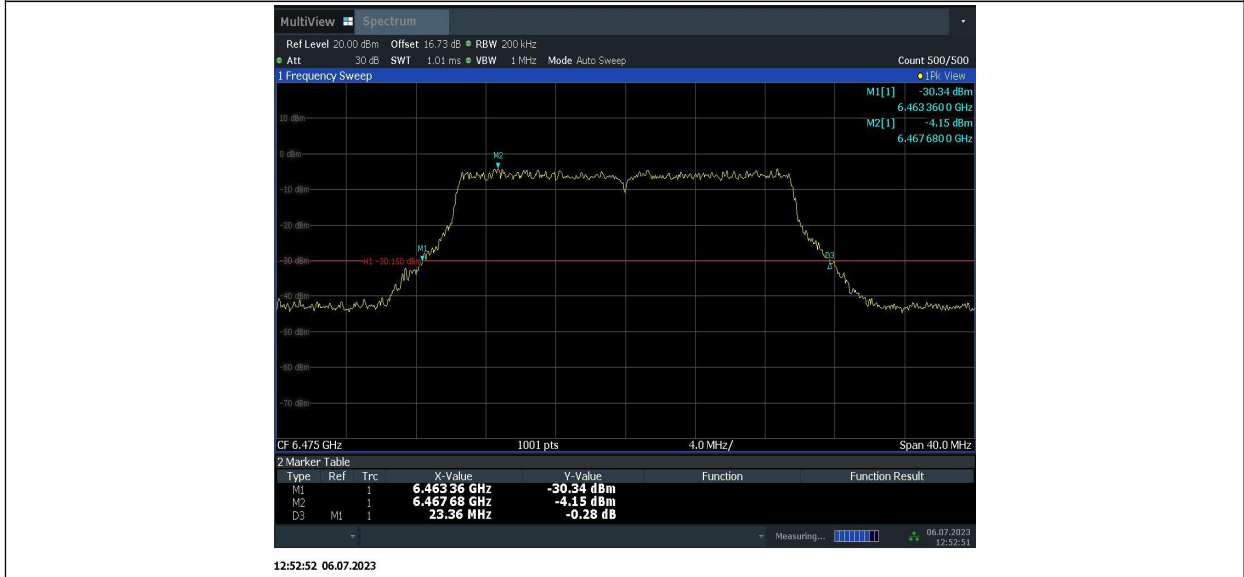 MultiView Spectrum
Ref Level 20.00 dBm Offset 16.73 dB RBW 200 kHz
Att 30 dB SWT 1.01 ms VBW 1 MHz Mode Auto Sweep Count 500/500
1 Frequency Sweep 1Pk View
M1[1] -30.34 dBm
6.463 360 0 GHz
10 dBm
M2[1] -4.15 dBm
6.467 680 0 GHz
0 dBm
M2
-10 dBm
-20 dBm
M1
D3
-30 dBm H1 -30.150 dBm
-40 dBm
-50 dBm
-60 dBm
-70 dBm
CF 6.475 GHz 1001 pts 4.0 MHz/ Span 40.0 MHz
2 Marker Table
Type Ref Trc X-Value Y-Value Function Function Result
M1 1 6.463 36 GHz -30.34 dBm
M2 1 6.467 68 GHz -4.15 dBm
D3 M1 1 23.36 MHz -0.28 dB
Measuring... 06.07.2023
12:52:51
12:52:52 06.07.2023